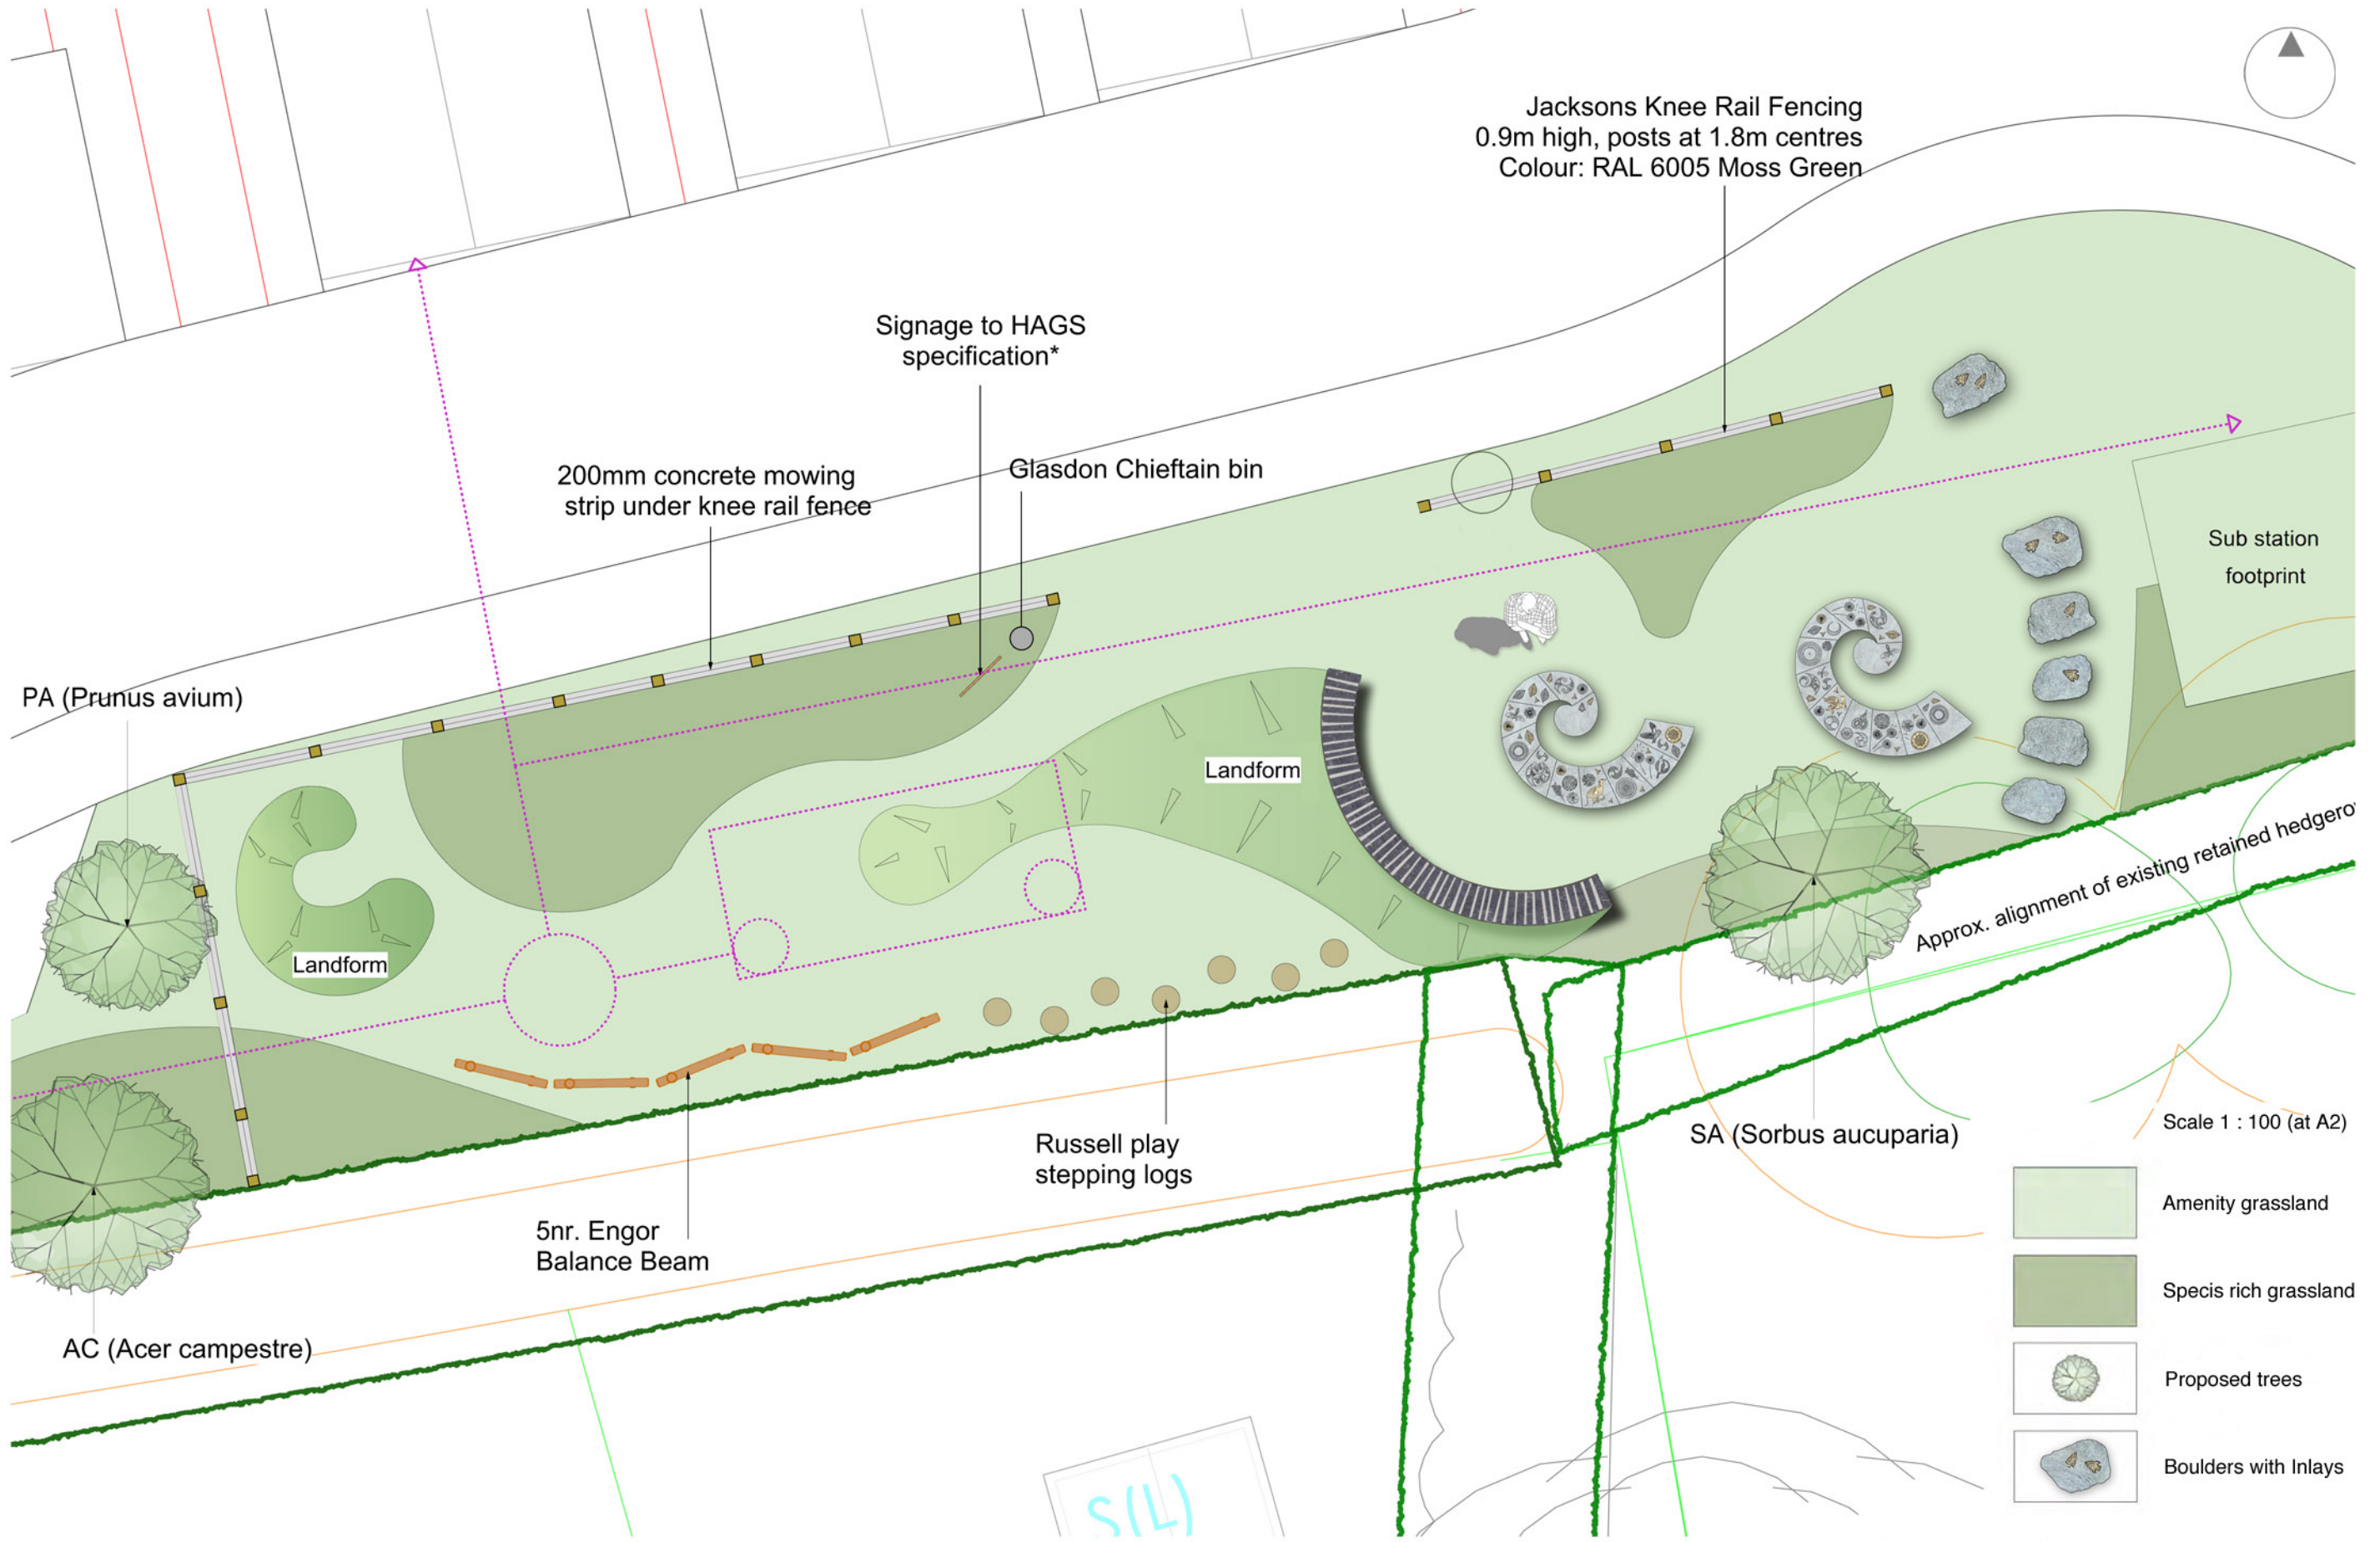 Jacksons Knee Rail Fencing
0.9m high, posts at 1.8m centres
Colour: RAL 6005 Moss Green
Signage to HAGS
specification*
Glasdon Chieftain bin
200mm concrete mowing
strip under knee rail fence
Sub station
footprint
PA (Prunus avium)
Landform
Landform
Approx. alignment of existing retained hedgero
Scale 1 : 100 (at A2)
SA (Sorbus aucuparia)
Russell play
stepping logs
Amenity grassland
5nr. Engor
Balance Beam
Specis rich grassland
AC (Acer campestre)
Proposed trees
Boulders with Inlays
S(L)